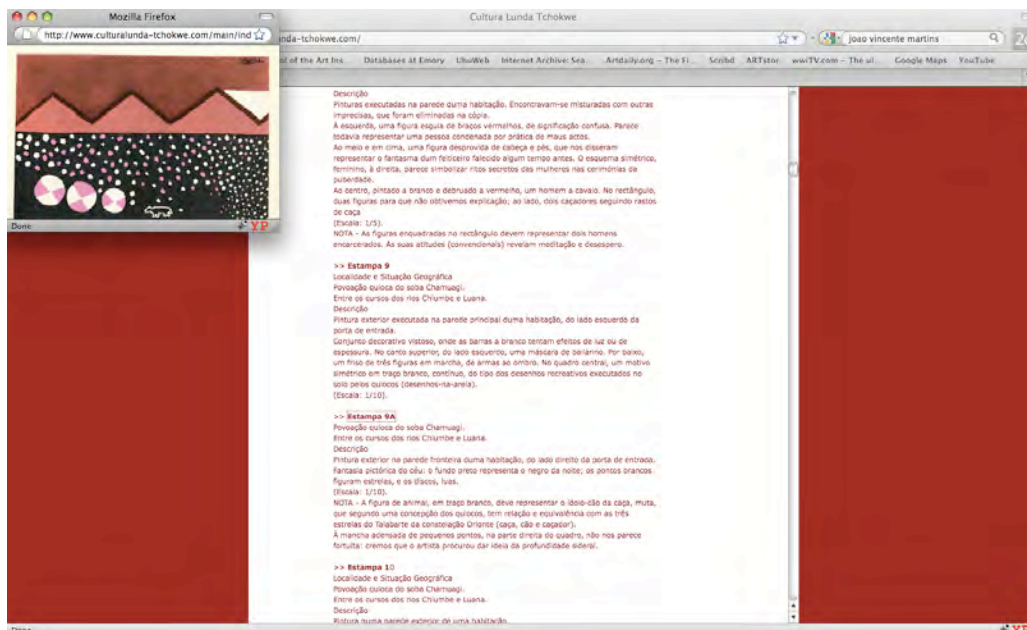 Mozilla Firefox
http://www.culturalunda-tchokwe.com/main/ind
Done
YP
Cultura Lunda Tchokwe
nda-tchokwe.com/
joao vincente martins
ol of the Art Ins... Databases at Emory UbuWeb Internet Archive: Sea... Artdaily.org - The Fi... Scribd ARTstor wwiTV.com - The ul... Google Maps YouTube
Descrição
Pinturas executadas na parede duma habitação. Encontravam-se misturadas com outras
imprecisas, que foram eliminadas na cópia.
À esquerda, uma figura esguia de braços vermelhos, de significação confusa. Parece
todavia representar uma pessoa condenada por prática de maus actos.
Ao meio e em cima, uma figura desprovida de cabeça e pés, que nos disseram
representar o fantasma dum feiticeiro falecido algum tempo antes. O esquema simétrico,
feminino, à direita, parece simbolizar ritos secretos das mulheres nas cerimónias da
puberdade.
Ao centro, pintado a branco e debruado a vermelho, um homem a cavalo. No rectângulo,
duas figuras para que não obtivemos explicação; ao lado, dois caçadores seguindo rastos
de caça
(Escala: 1/5).
NOTA - As figuras enquadradas no rectângulo devem representar dois homens
encarcerados. As suas atitudes (convencionais) revelam meditação e desespero.
>> Estampa 9
Localidade e Situação Geográfica
Povoação quioca do soba Chamuagi.
Entre os cursos dos rios Chiumbe e Luana.
Descrição
Pintura exterior executada na parede principal duma habitação, do lado esquerdo da
porta de entrada.
Conjunto decorativo vistoso, onde as barras a branco tentam efeitos de luz ou de
espessura. No canto superior, do lado esquerdo, uma máscara de bailarino. Por baixo,
um friso de três figuras em marcha, de armas ao ombro. No quadro central, um motivo
simétrico em traço branco, contínuo, do tipo dos desenhos recreativos executados no
solo pelos quiocos (desenhos-na-areia).
(Escala: 1/10).
>> Estampa 9A
Povoação quioca do soba Chamuagi.
Entre os cursos dos rios Chiumbe e Luana.
Descrição
Pintura exterior na parede fronteira duma habitação, do lado direito da porta de entrada.
Fantasia pictórica do céu: o fundo preto representa o negro da noite; os pontos brancos
figuram estrelas, e os discos, luas.
(Escala: 1/10).
NOTA - A figura de animal, em traço branco, deve representar o ídolo-cão da caça, muta,
que segundo uma concepção dos quiocos, tem relação e equivalência com as três
estrelas do Talabarte da constelação Orionte (caça, cão e caçador).
À mancha adensada de pequenos pontos, na parte direita do quadro, não nos parece
fortuita: cremos que o artista procurou dar ideia da profundidade sideral.
>> Estampa 10
Localidade e Situação Geográfica
Povoação quioca do soba Chamuagi.
Entre os cursos dos rios Chiumbe e Luana.
Descrição
Pintura numa parede exterior de uma habitação.
Done
YP